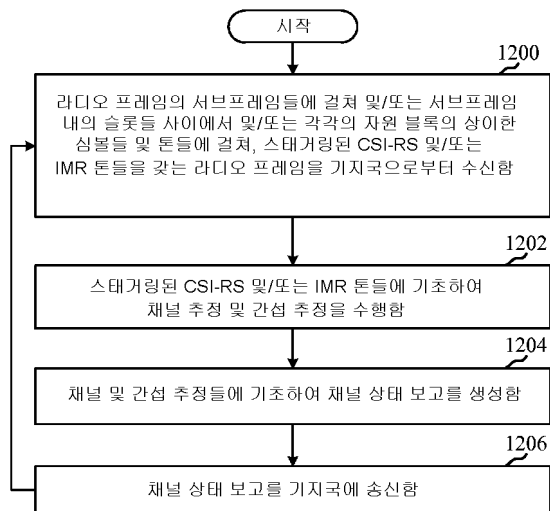 시작
1200
라디오 프레임의 서브프레임들에 걸쳐 및/또는 서브프레임
내의 슬롯들 사이에서 및/또는 각각의 자원 블록의 상이한
심볼들 및 톤들에 걸쳐, 스태거링된 CSI-RS 및/또는
IMR 톤들을 갖는 라디오 프레임을 기지국으로부터 수신함
1202
스태거링된 CSI-RS 및/또는 IMR 톤들에 기초하여
채널 추정 및 간섭 추정을 수행함
1204
채널 및 간섭 추정들에 기초하여 채널 상태 보고를 생성함
1206
채널 상태 보고를 기지국에 송신함